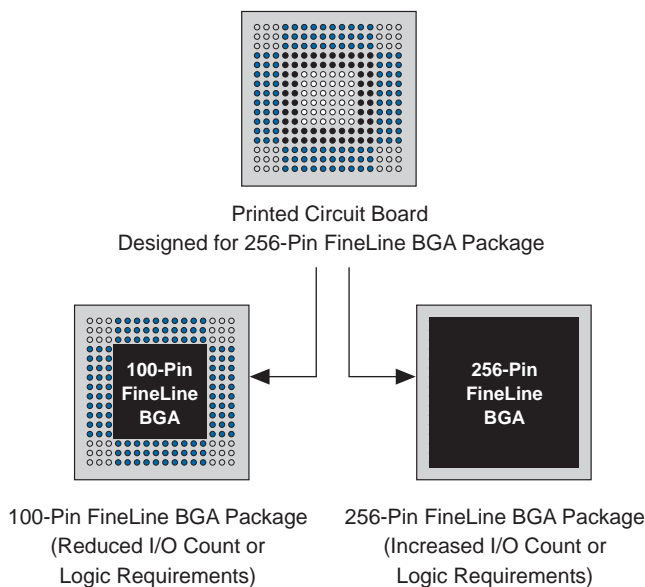 Printed Circuit Board
Designed for 256-Pin FineLine BGA Package
100-Pin
FineLine
BGA
256-Pin
FineLine
BGA
100-Pin FineLine BGA Package
(Reduced I/O Count or
Logic Requirements)
256-Pin FineLine BGA Package
(Increased I/O Count or
Logic Requirements)